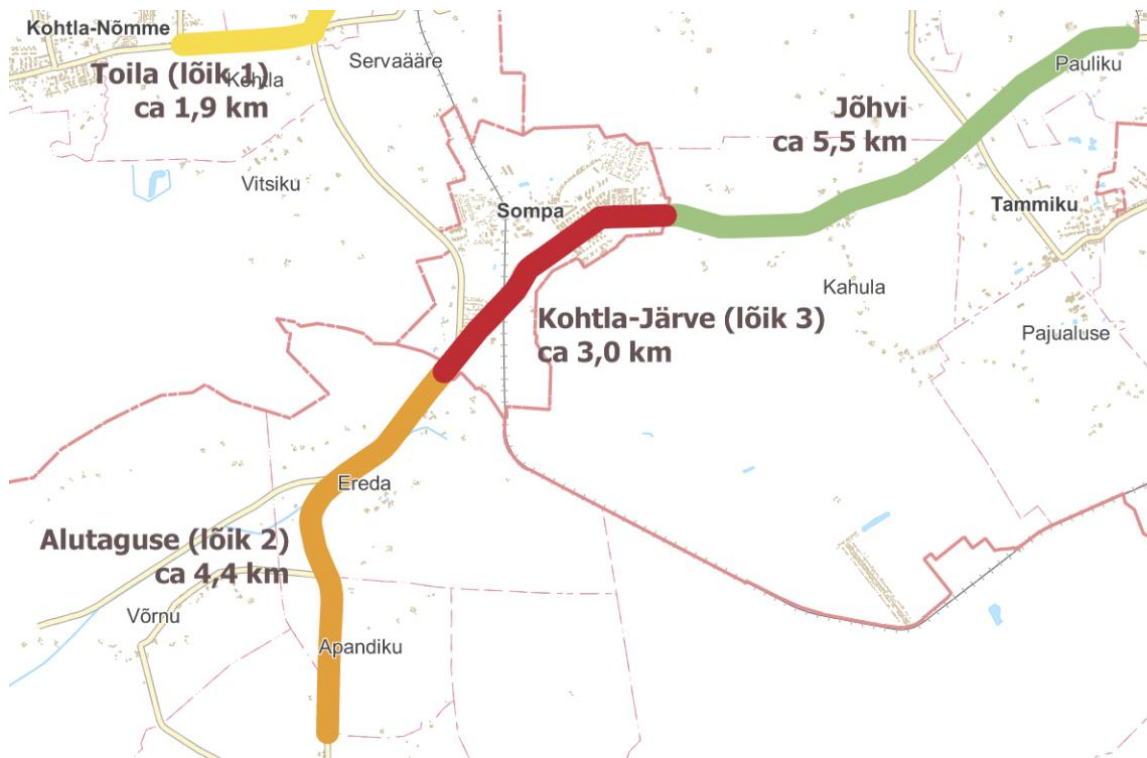 Kohtla-Nõmme
Servaääre
Pauliku
Toila (lõik 1)
ca 1,9 km
Kohtla
Jõhvi
ca 5,5 km
Vitsiku
Sompa
Tammiku
Kahula
Kohtla-Järve (lõik 3)
ca 3,0 km
Pajualuse
Ereda
Alutaguse (lõik 2)
ca 4,4 km
Võrnu
Apandiku